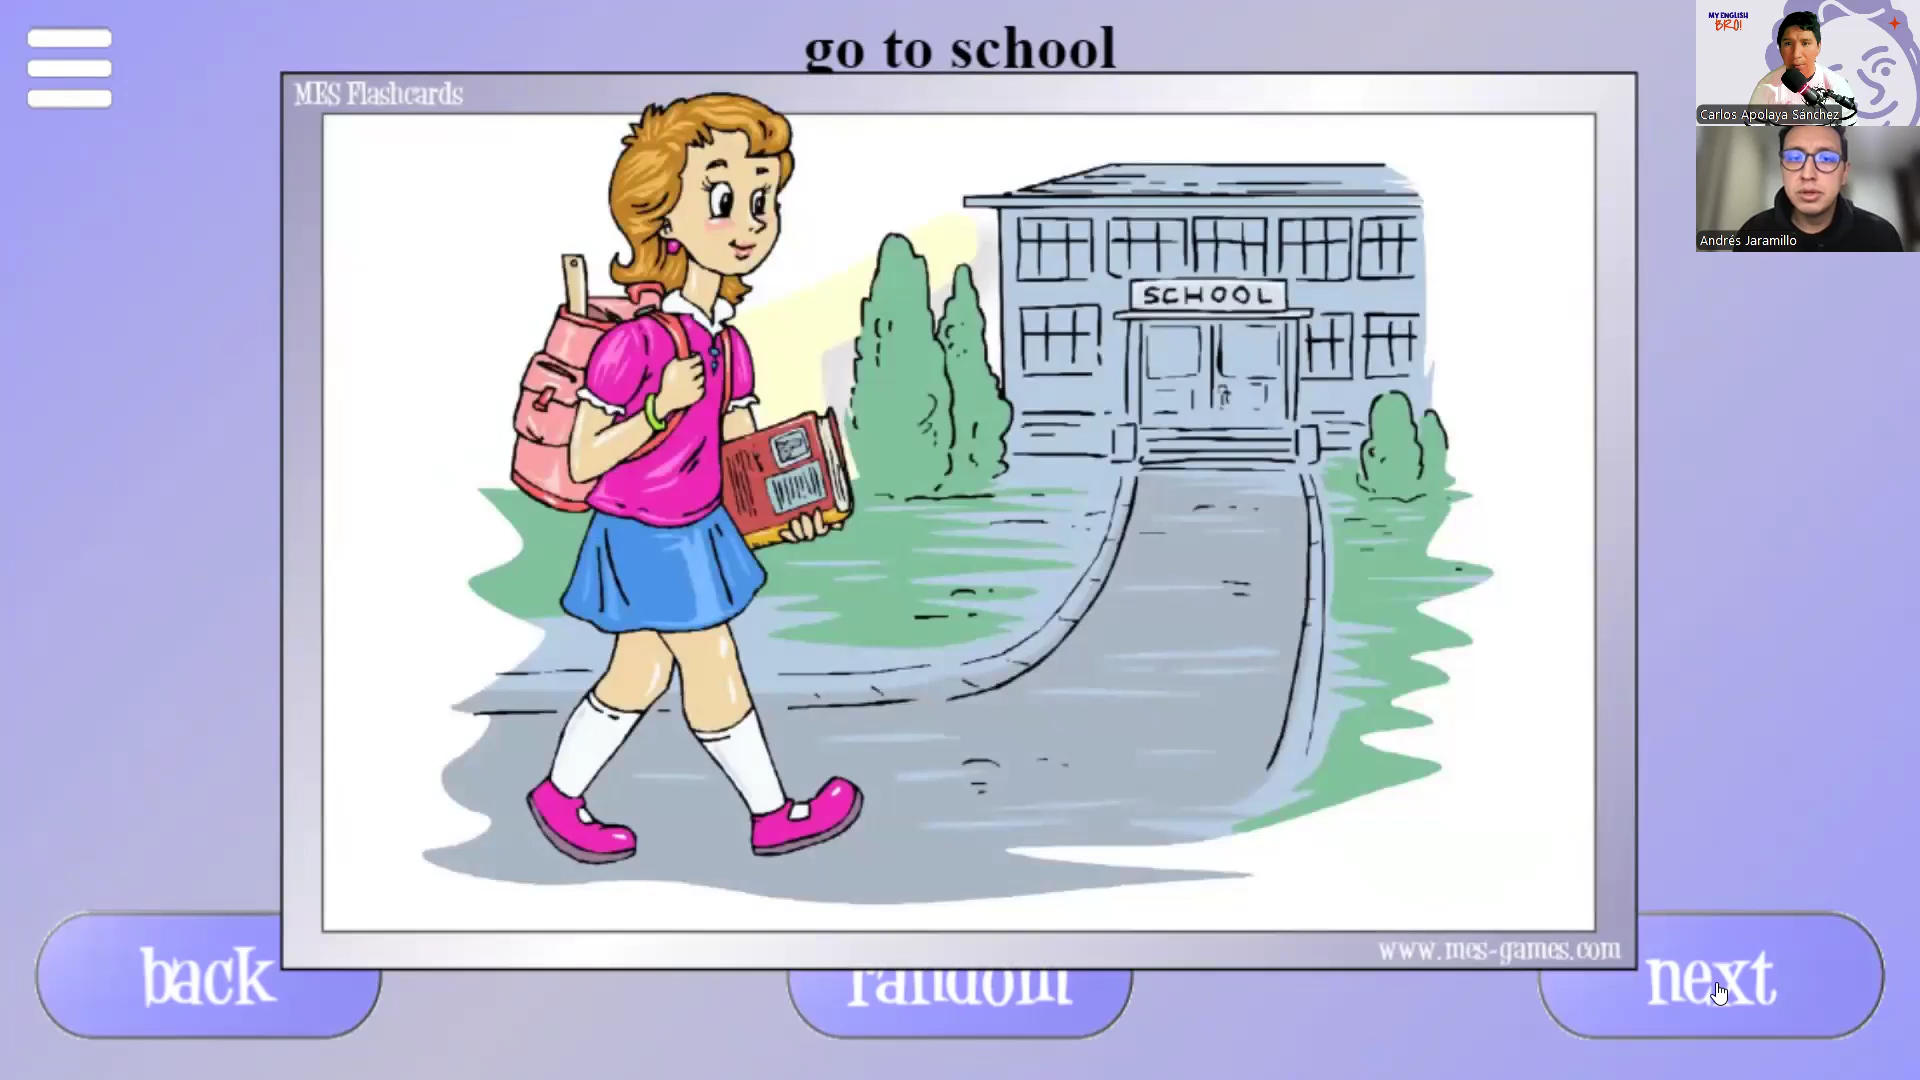 go to school
MES Flashcards
SCHOOL
www.mes-games.com
back
random
next
MY ENGLISH
BRO!
Carlos Apolaya Sánchez
Andrés Jaramillo